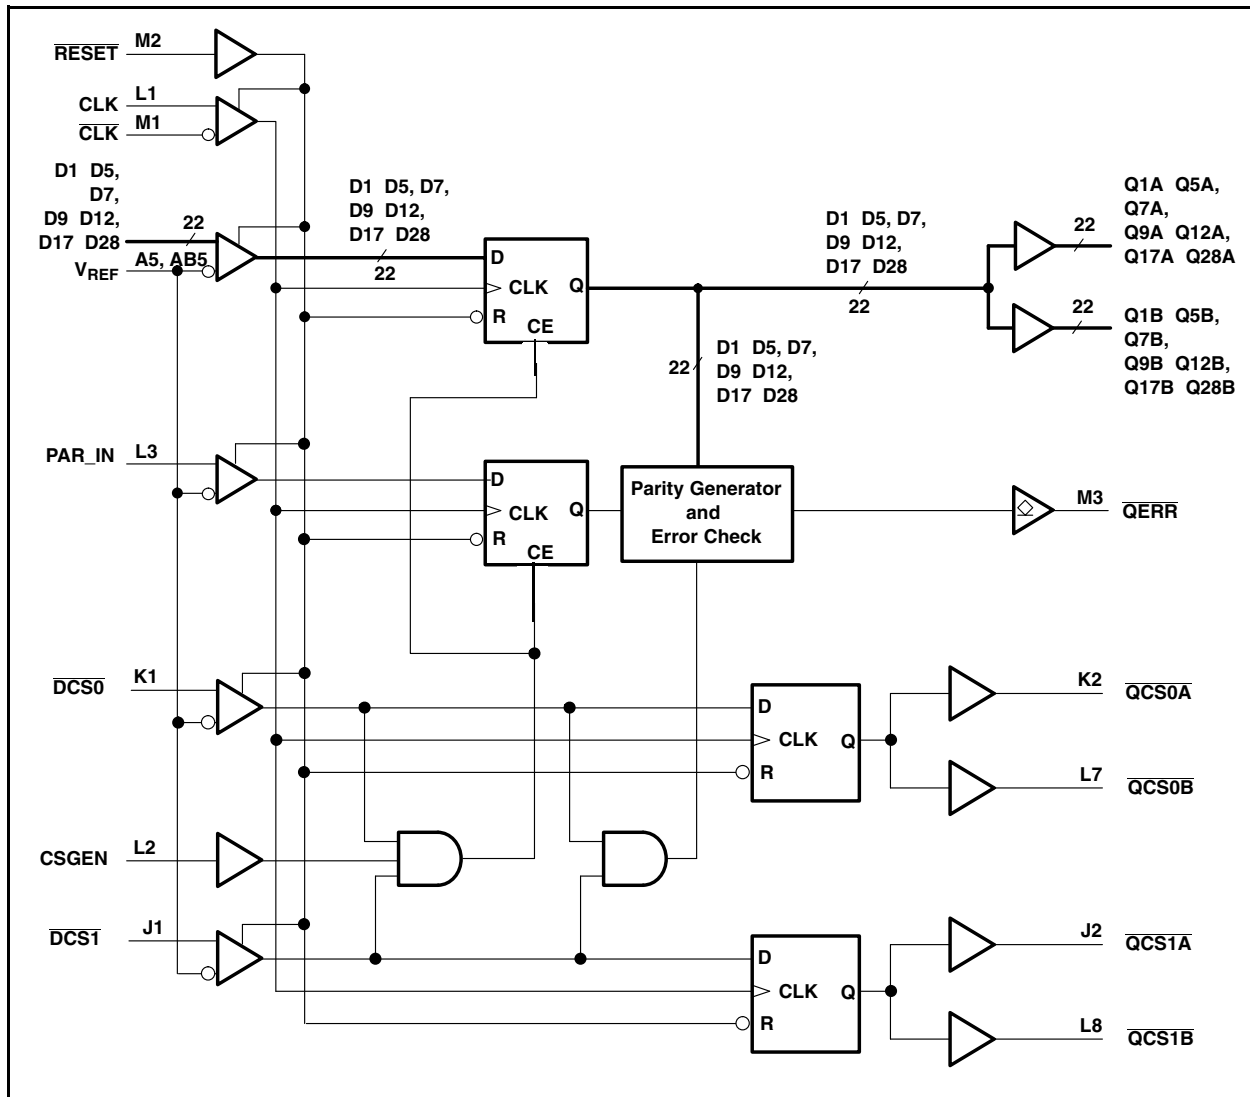 RESET
M2
CLK
L1
CLK
M1
D1 D5,
D7,
D9 D12,
D17 D28
22
VREF
A5, AB5
D1 D5, D7,
D9 D12,
D17 D28
22
D
CLK
Q
R
CE
D1 D5, D7,
D9 D12,
D17 D28
22
22
Q1A Q5A,
Q7A,
Q9A Q12A,
Q17A Q28A
22
Q1B Q5B,
Q7B,
Q9B Q12B,
Q17B Q28B
22
D1 D5, D7,
D9 D12,
D17 D28
PAR_IN
L3
D
CLK
Q
R
CE
Parity Generator
and
Error Check
M3
QERR
DCS0
K1
D
CLK
Q
R
K2
QCS0A
L7
QCS0B
CSGEN
L2
DCS1
J1
D
CLK
Q
R
J2
QCS1A
L8
QCS1B